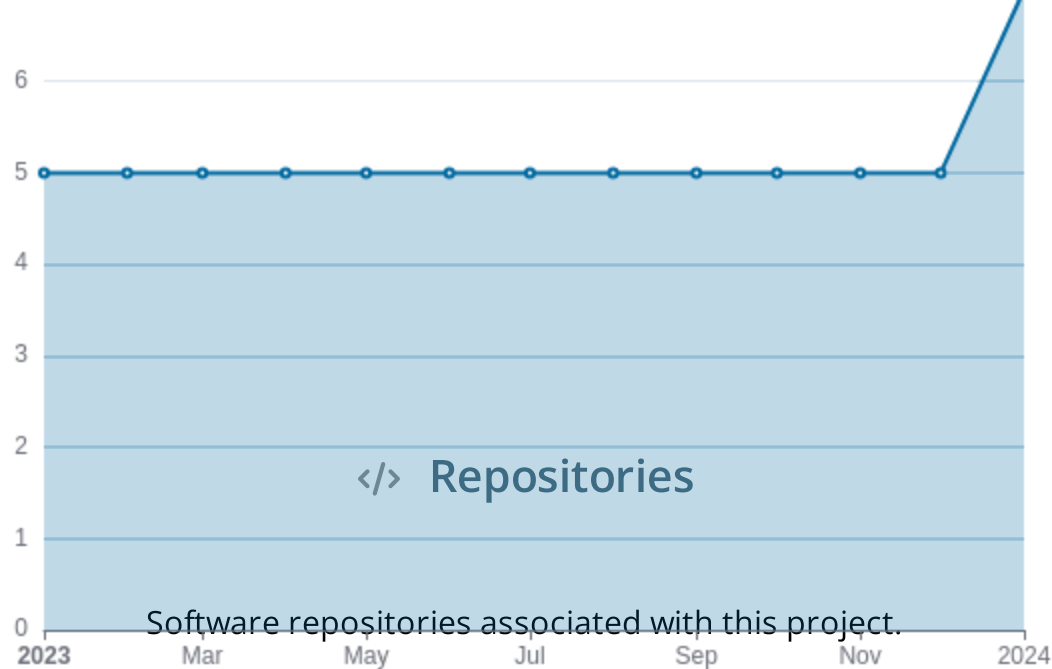 6
5
4
3
2
</> Repositories
1
Software repositories associated with this project.
0
2023 Mar May Jul Sep Nov 2024